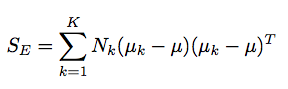 $S_E = \sum_{k=1}^{K} N_k (\mu_k - \mu)(\mu_k - \mu)^T$